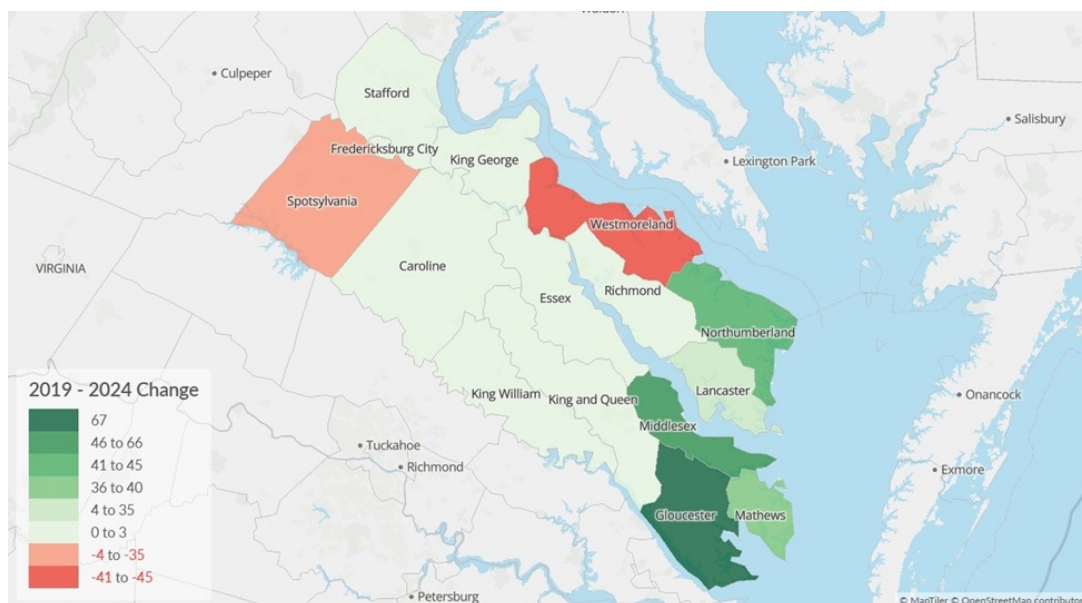 Culpeper
Stafford
Salisbury
Fredericksburg City
King George
Lexington Park
Spotsylvania
Westmoreland
VIRGINIA
Caroline
Richmond
Essex
Northumberland
2019 - 2024 Change
67
46 to 66
41 to 45
36 to 40
4 to 35
0 to 3
-4 to -35
-41 to -45
King William
King and Queen
Lancaster
Onancock
Middlesex
Tuckahoe
Richmond
Exmore
Gloucester
Mathews
Petersburg
© MapTiler © OpenStreetMap contributor